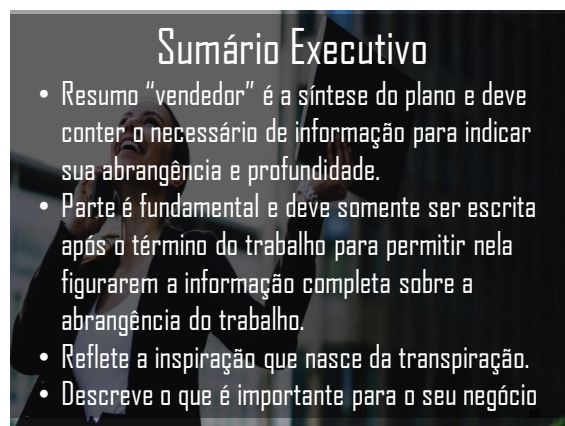 Sumário Executivo
• Resumo “vendedor” é a síntese do plano e deve
conter o necessário de informação para indicar
sua abrangência e profundidade.
• Parte é fundamental e deve somente ser escrita
após o término do trabalho para permitir nela
figurarem a informação completa sobre a
abrangência do trabalho.
• Reflete a inspiração que nasce da transpiração.
• Descreve o que é importante para o seu negócio
19